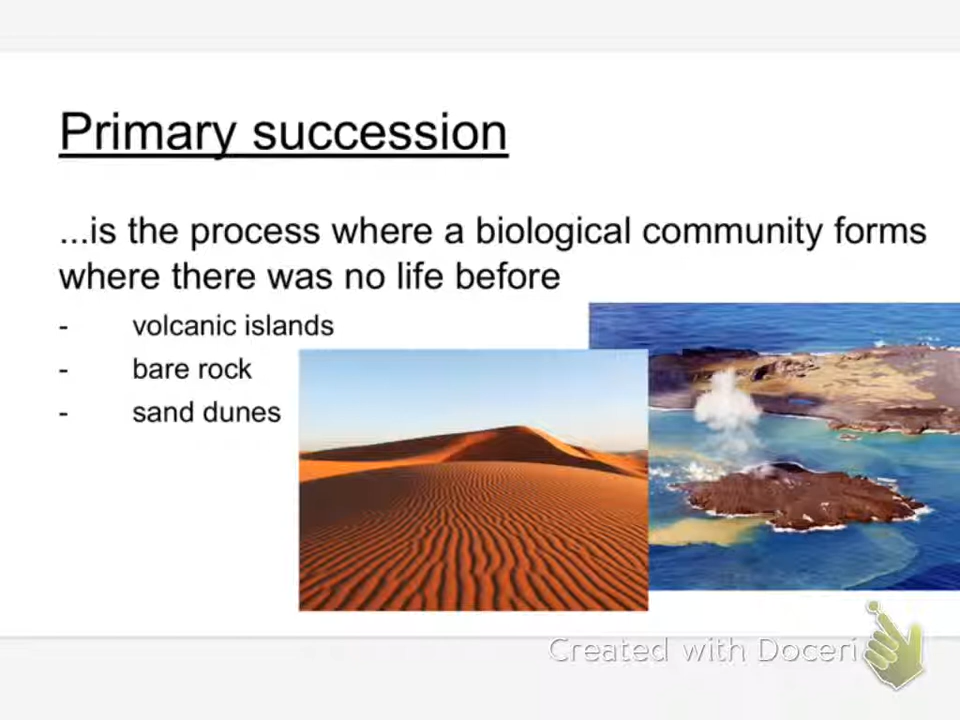 Primary succession
...is the process where a biological community forms
where there was no life before
- volcanic islands
- bare rock
- sand dunes
Created with Doceri